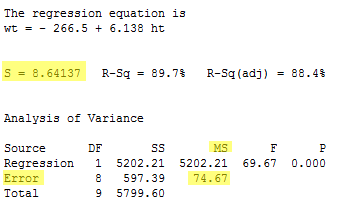 The regression equation is
wt = - 266.5 + 6.138 ht
S = 8.64137 R-Sq = 89.7% R-Sq(adj) = 88.4%
Analysis of Variance
Source DF SS MS F P
Regression 1 5202.21 5202.21 69.67 0.000
Error 8 597.39 74.67
Total 9 5799.60